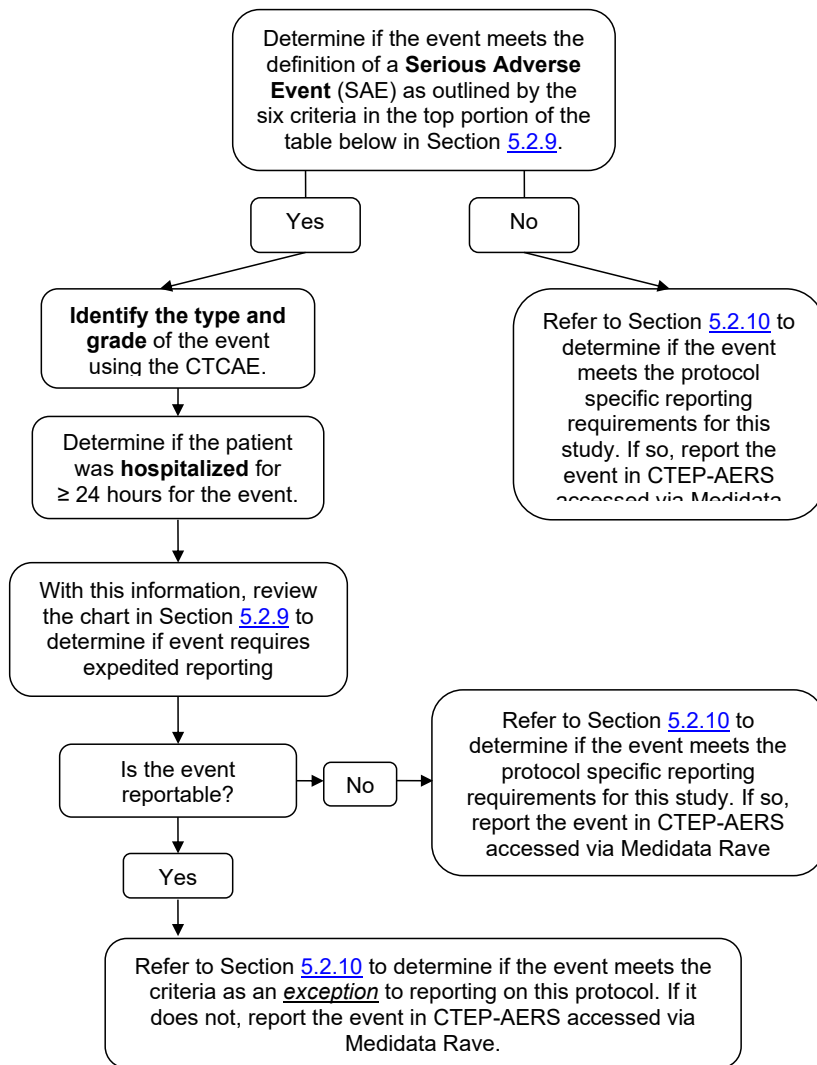 Determine if the event meets the
definition of a Serious Adverse
Event (SAE) as outlined by the
six criteria in the top portion of the
table below in Section 5.2.9.
Yes
No
Identify the type and
grade of the event
using the CTCAE.
Refer to Section 5.2.10 to
determine if the event
meets the protocol
specific reporting
requirements for this
study. If so, report the
event in CTEP-AERS
accessed via Medidata
Determine if the patient
was hospitalized for
≥ 24 hours for the event.
With this information, review
the chart in Section 5.2.9 to
determine if event requires
expedited reporting
Is the event
reportable?
No
Refer to Section 5.2.10 to
determine if the event meets the
protocol specific reporting
requirements for this study. If so,
report the event in CTEP-AERS
accessed via Medidata Rave
Yes
Refer to Section 5.2.10 to determine if the event meets the
criteria as an exception to reporting on this protocol. If it
does not, report the event in CTEP-AERS accessed via
Medidata Rave.